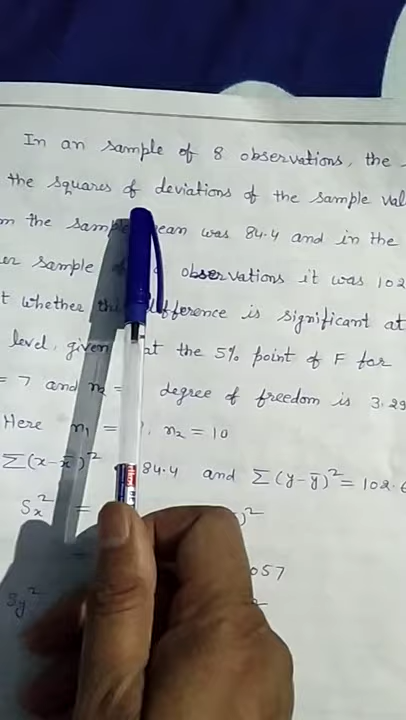 In an sample of 8 observations, the
the squares of deviations of the sample val
m the sample mean was 84.4 and in the
er sample observations it was 102
t whether this difference is significant at
level, given at the 5% point of F for
= 7 and n₂ = degree of freedom is 3.29
Here n₁ = , n₂ = 10
Σ(x-x̄)² 84.4 and Σ(y-ȳ)² = 102.6
Sx² = )²
057
Sy²